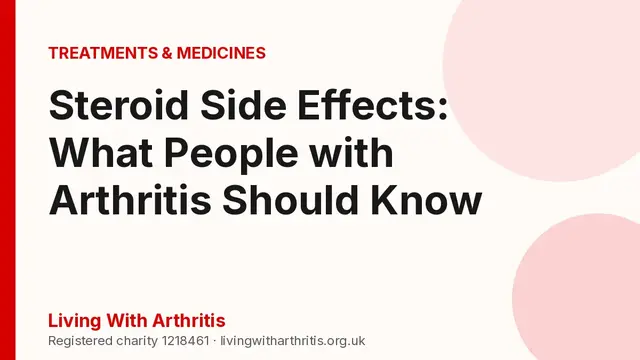 TREATMENTS & MEDICINES
Steroid Side Effects:
What People with
Arthritis Should Know
Living With Arthritis
Registered charity 1218461 · livingwitharthritis.org.uk